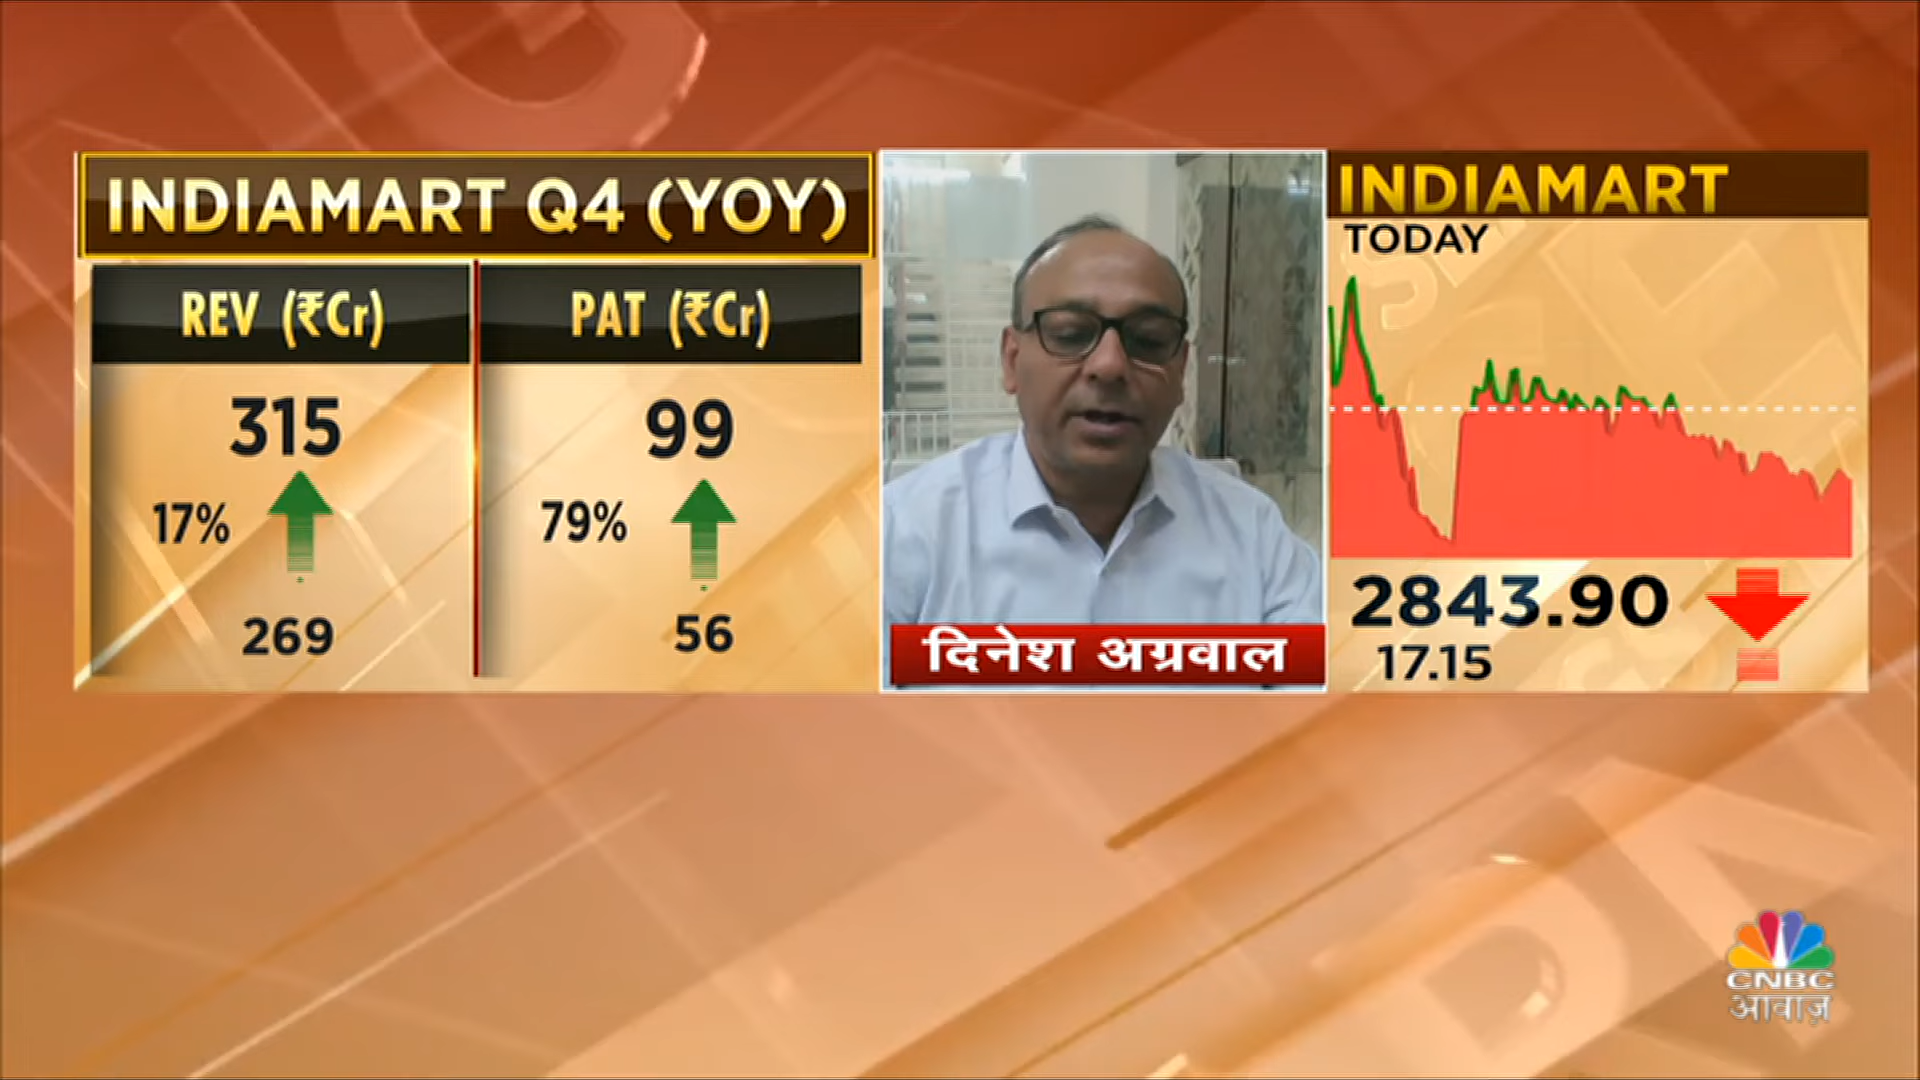 INDIAMART Q4 (YOY)
REV (₹Cr)
PAT (₹Cr)
315
99
17%
79%
269
56
दिनेश अग्रवाल
INDIAMART
TODAY
2843.90
17.15
CNBC
आवाज़